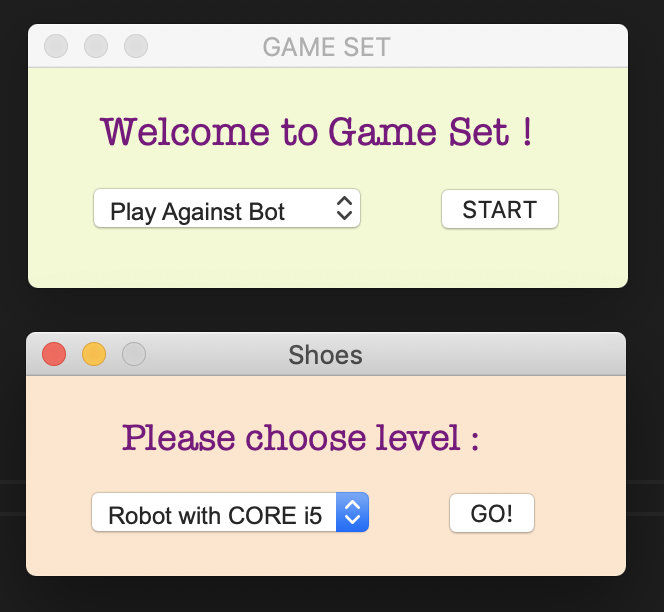 GAME SET
Welcome to Game Set !
Play Against Bot START
Shoes
Please choose level :
Robot with CORE i5 GO!